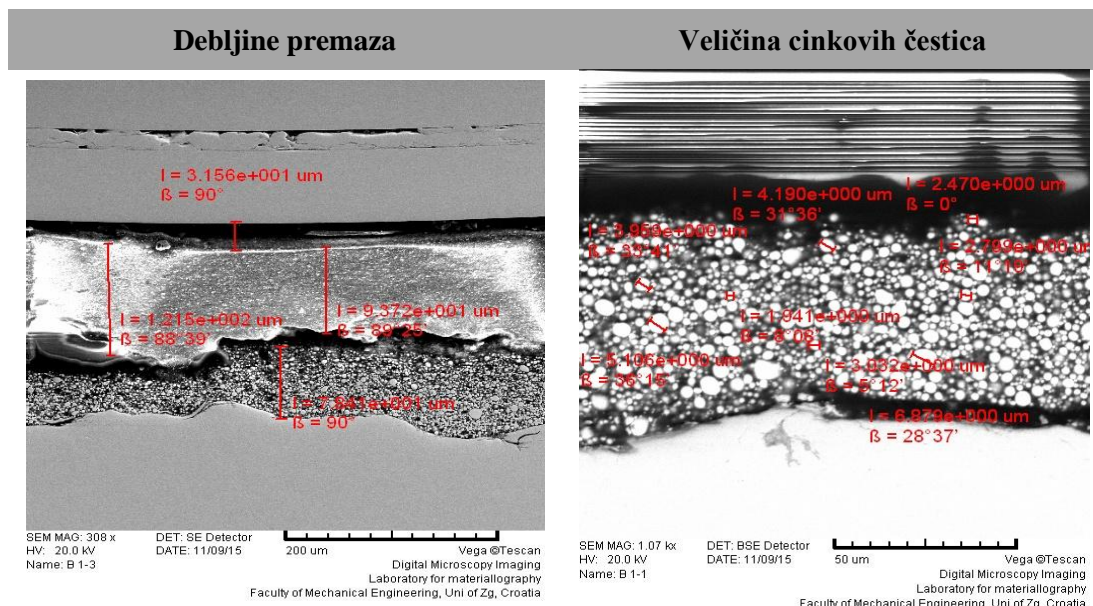 Debljine premaza
Veličina cinkovih čestica
l = 3.156e+001 um
ß = 90°
l = 1.215e+002 um
ß = 88°39'
l = 9.372e+001 um
ß = 89°25'
l = 7.841e+001 um
ß = 90°
SEM MAG: 308 x
HV: 20.0 kV
Name: B 1-3
DET: SE Detector
DATE: 11/09/15
200 um
Vega ©Tescan
Digital Microscopy Imaging
Laboratory for materiallography
Faculty of Mechanical Engineering, Uni of Zg, Croatia
l = 4.190e+000 um
ß = 31°36'
l = 2.470e+000 um
ß = 0°
l = 3.959e+000 um
ß = 35°41'
l = 2.799e+000 um
ß = 11°10'
l = 1.941e+000 um
ß = 8°08'
l = 5.106e+000 um
ß = 36°15'
l = 3.032e+000 um
ß = 5°12'
l = 6.879e+000 um
ß = 28°37'
SEM MAG: 1.07 kx
HV: 20.0 kV
Name: B 1-1
DET: BSE Detector
DATE: 11/09/15
50 um
Vega ©Tescan
Digital Microscopy Imaging
Laboratory for materiallography
Faculty of Mechanical Engineering, Uni of Zg, Croatia